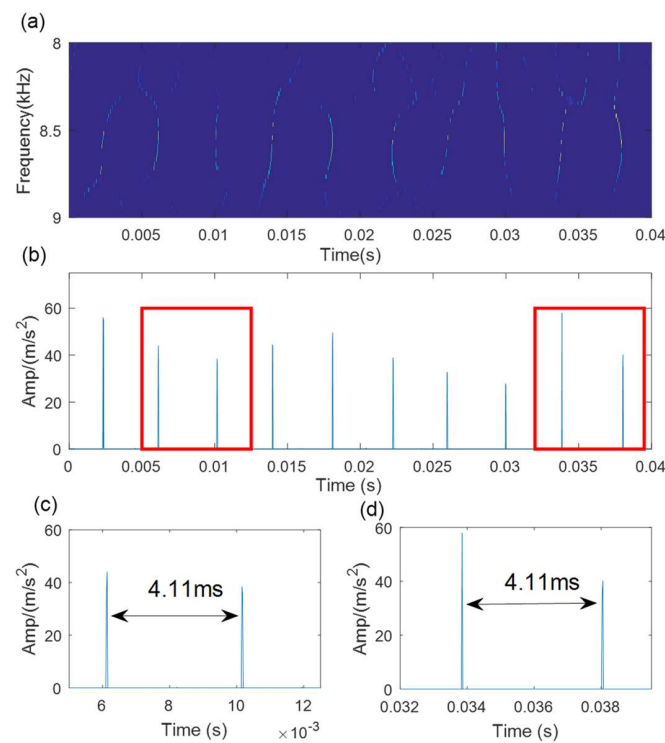 (a)
8
8.5
9
Frequency(kHz)
0.005 0.01 0.015 0.02 0.025 0.03 0.035 0.04
Time(s)
(b)
60
40
20
0
Amp/(m/s²)
0 0.005 0.01 0.015 0.02 0.025 0.03 0.035 0.04
Time (s)
(c)
60
40
20
0
Amp/(m/s²)
4.11ms
6 8 10 12
Time (s)
×10⁻³
(d)
60
40
20
0
Amp/(m/s²)
4.11ms
0.032 0.034 0.036 0.038
Time (s)